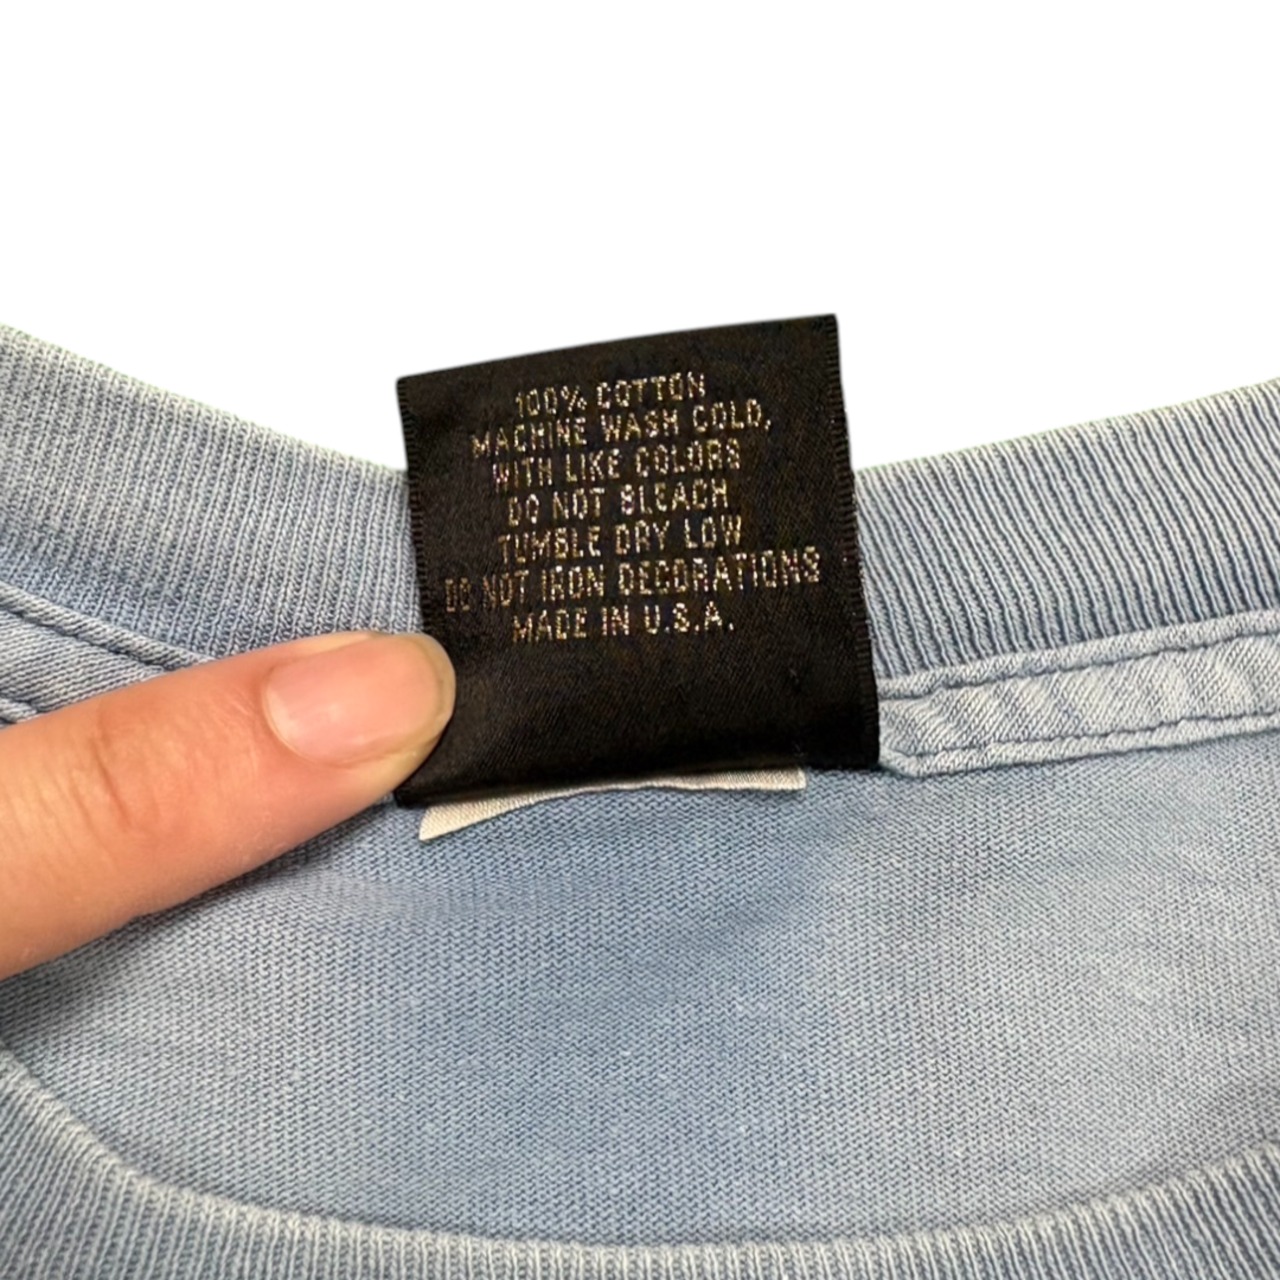 100% COTTON
MACHINE WASH COLD,
WITH LIKE COLORS
DO NOT BLEACH
TUMBLE DRY LOW
DO NOT IRON DECORATIONS
MADE IN U.S.A.